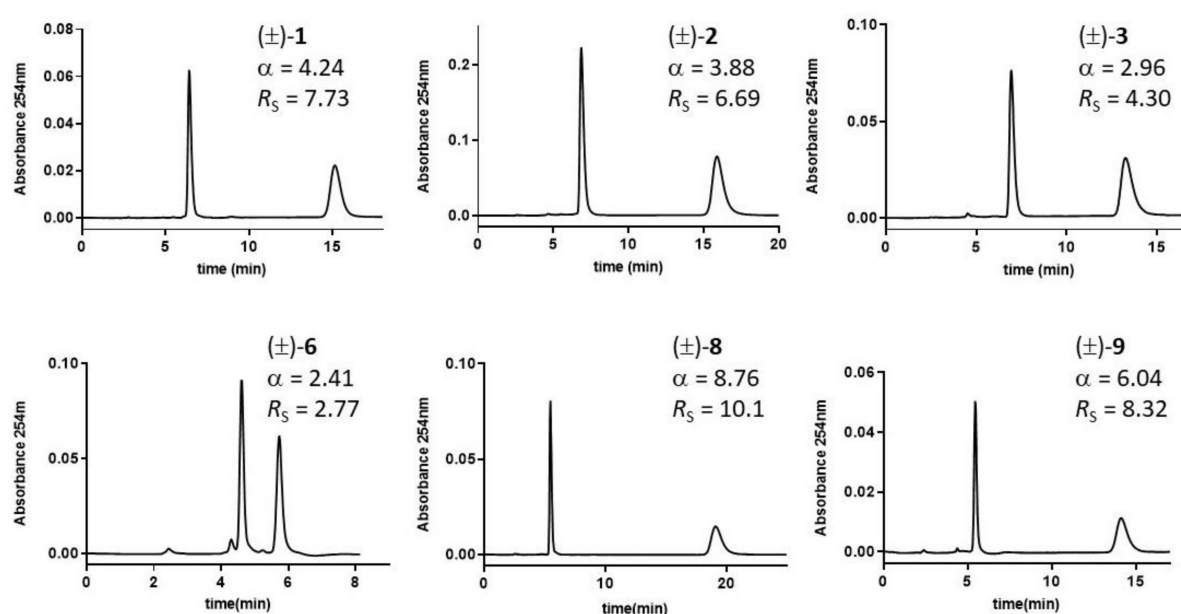 (±)-1
α = 4.24
RS = 7.73
Absorbance 254nm
0.08
0.06
0.04
0.02
0.00
0 5 10 15
time (min)
(±)-2
α = 3.88
RS = 6.69
Absorbance 254nm
0.2
0.1
0.0
0 5 10 15 20
time (min)
(±)-3
α = 2.96
RS = 4.30
Absorbance 254nm
0.10
0.05
0.00
0 5 10 15
time (min)
(±)-6
α = 2.41
RS = 2.77
Absorbance 254m
0.10
0.05
0.00
0 2 4 6 8
time(min)
(±)-8
α = 8.76
RS = 10.1
Absorbance 254nm
0.10
0.05
0.00
0 10 20
time(min)
(±)-9
α = 6.04
RS = 8.32
Absorbance 254nm
0.06
0.04
0.02
0.00
0 5 10 15
time(min)